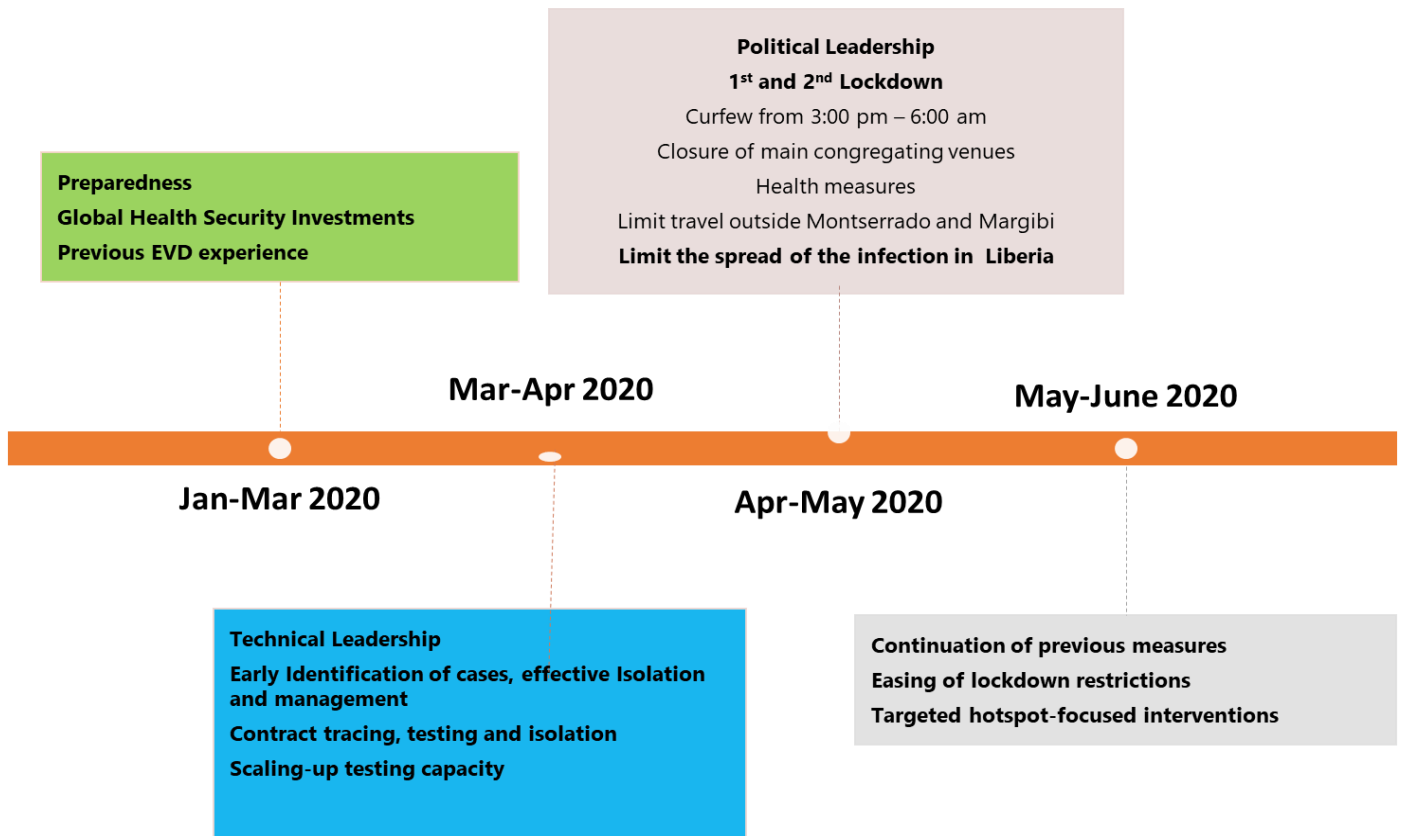 Political Leadership
1st and 2nd Lockdown
Curfew from 3:00 pm – 6:00 am
Closure of main congregating venues
Health measures
Limit travel outside Montserrado and Margibi
Limit the spread of the infection in  Liberia
Preparedness
Global Health Security Investments
Previous EVD experience
Mar-Apr 2020
May-June 2020
Jan-Mar 2020
Apr-May 2020
Technical Leadership
Early Identification of cases, effective Isolation
and management
Contract tracing, testing and isolation
Scaling-up testing capacity
Continuation of previous measures
Easing of lockdown restrictions
Targeted hotspot-focused interventions